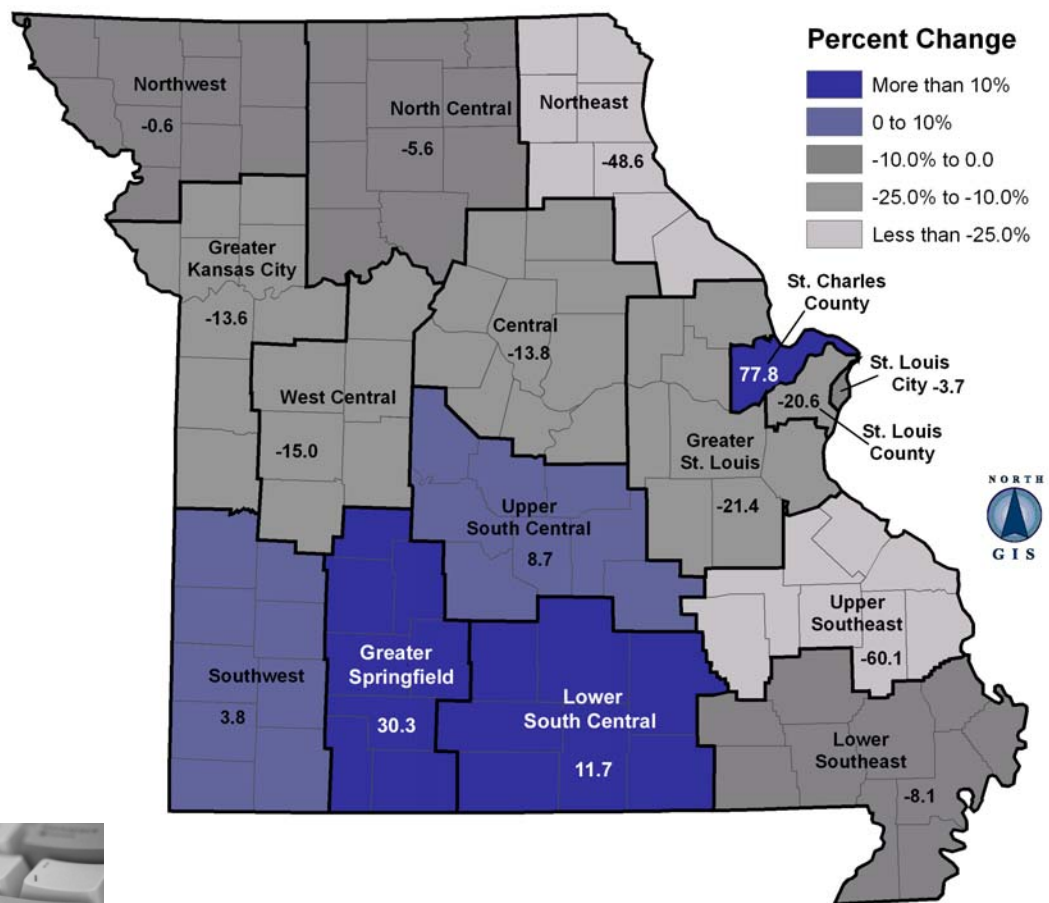 Percent Change
More than 10%
0 to 10%
-10.0% to 0.0
-25.0% to -10.0%
Less than -25.0%
Northwest
-0.6
North Central
-5.6
Northeast
-48.6
Greater
Kansas City
-13.6
Central
-13.8
West Central
-15.0
St. Charles
County
77.8
St. Louis
City -3.7
-20.6
St. Louis
County
Greater
St. Louis
-21.4
NORTH
GIS
Upper
South Central
8.7
Upper
Southeast
-60.1
Southwest
3.8
Greater
Springfield
30.3
Lower
South Central
11.7
Lower
Southeast
-8.1